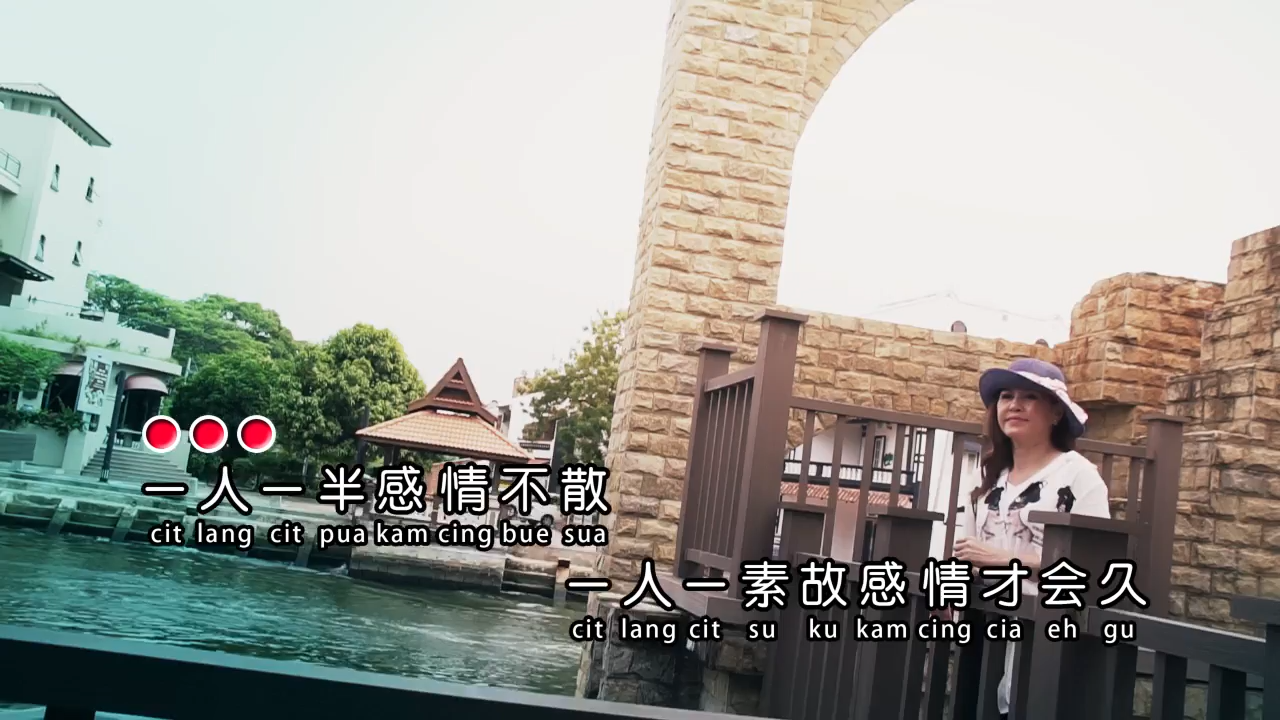 一人一半感情不散
cit lang cit pua kam cing bue sua
一人一素故感情才会久
cit lang cit su ku kam cing cia eh gu